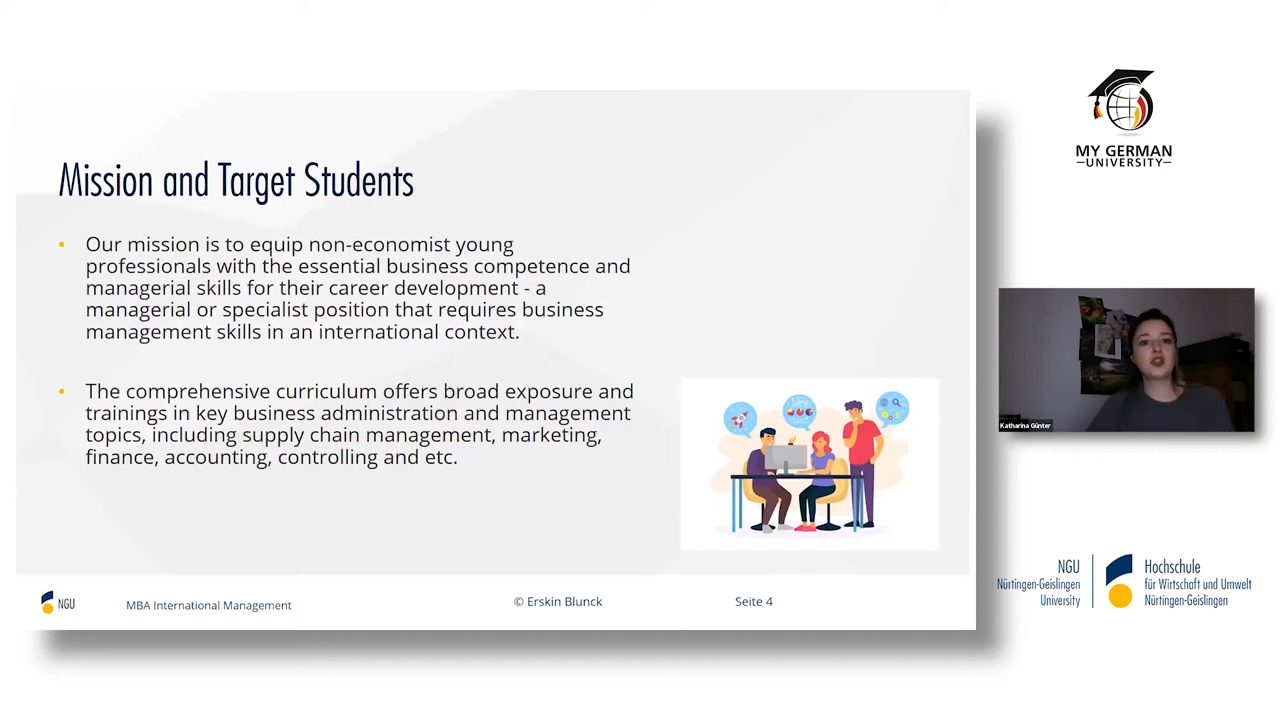 Mission and Target Students
• Our mission is to equip non-economist young
professionals with the essential business competence and
managerial skills for their career development - a
managerial or specialist position that requires business
management skills in an international context.
• The comprehensive curriculum offers broad exposure and
trainings in key business administration and management
topics, including supply chain management, marketing,
finance, accounting, controlling and etc.
NGU
MBA International Management
© Erskin Blunck
Seite 4
MY GERMAN
UNIVERSITY
Katharina Günter
NGU
Nürtingen-Geislingen
University
Hochschule
für Wirtschaft und Umwelt
Nürtingen-Geislingen